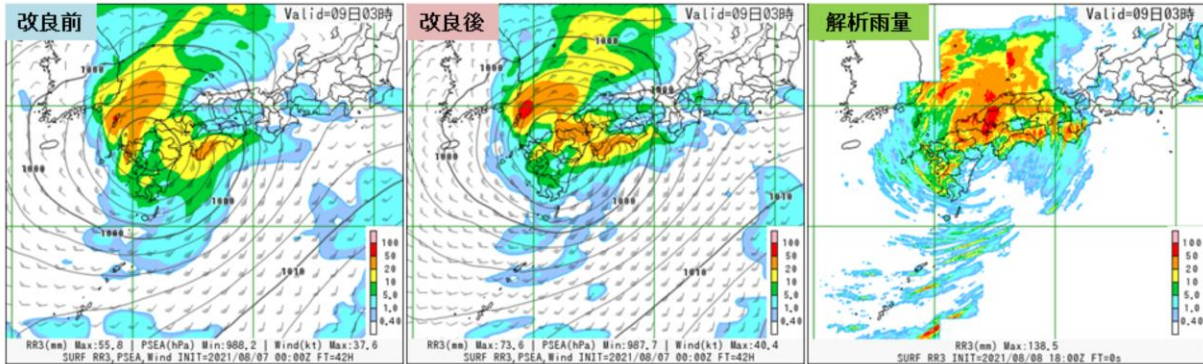 改良前
Valid=09日03時
1000
1000
1000
1010
100
50
20
10
5.0
1.0
0.40
RR3(mm) Max:55.8 | PSEA(hPa) Min:988.2 | Wind(kt) Max:37.6
SURF RR3,PSEA,Wind INIT=2021/08/07 00:00Z FT=42H
改良後
Valid=09日03時
1000
1000
1000
1000
1010
1010
100
50
20
10
5.0
1.0
0.40
RR3(mm) Max:73.6 | PSEA(hPa) Min:987.7 | Wind(kt) Max:40.4
SURF RR3,PSEA,Wind INIT=2021/08/07 00:00Z FT=42H
解析雨量
Valid=09日03時
100
50
20
10
5.0
1.0
0.40
RR3(mm) Max:138.5
SURF RR3 INIT=2021/08/08 18:00Z FT=0s